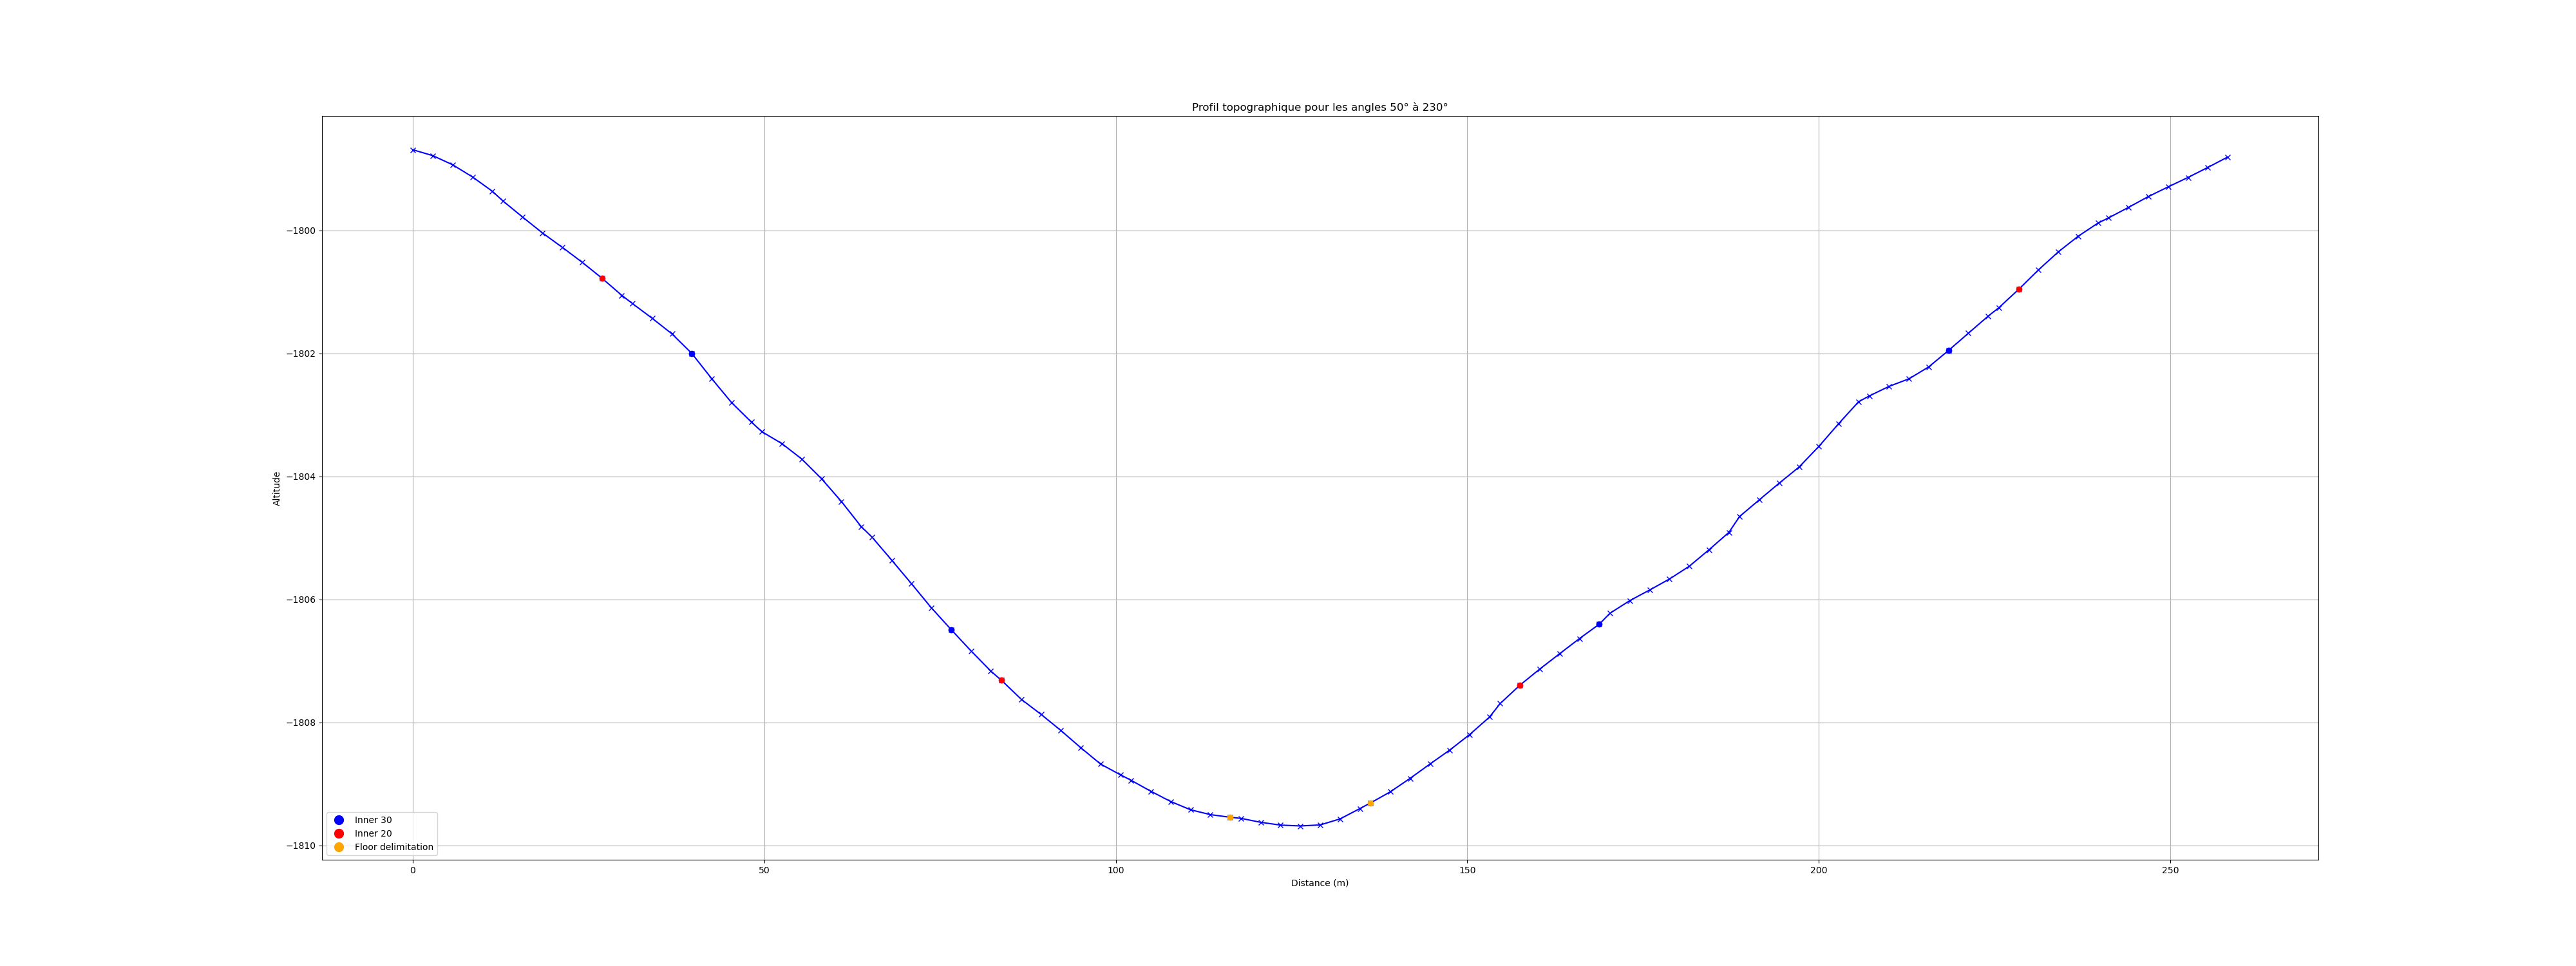 Profil topographique pour les angles 50° à 230°
Altitude
−1800
−1802
−1804
−1806
−1808
−1810
Inner 30
Inner 20
Floor delimitation
0 50 100 150 200 250
Distance (m)